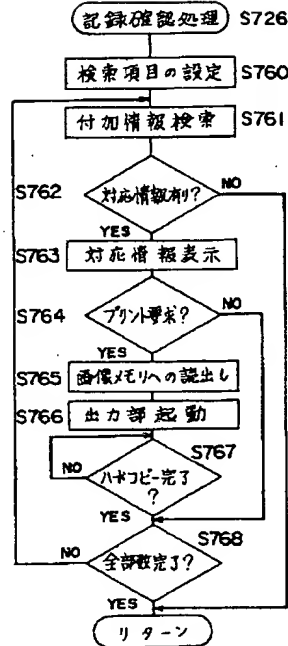 記録確認処理 S726
検索項目の設定 S760
付加情報検索 S761
S762 対応情報有り? NO
YES
S763 対応情報表示
S764 プリント要求? NO
YES
S765 画像メモリへの読出し
S766 出力部起動
S767
NO ハードコピー完了
?
YES S768
NO 全部数完了?
YES
リターン